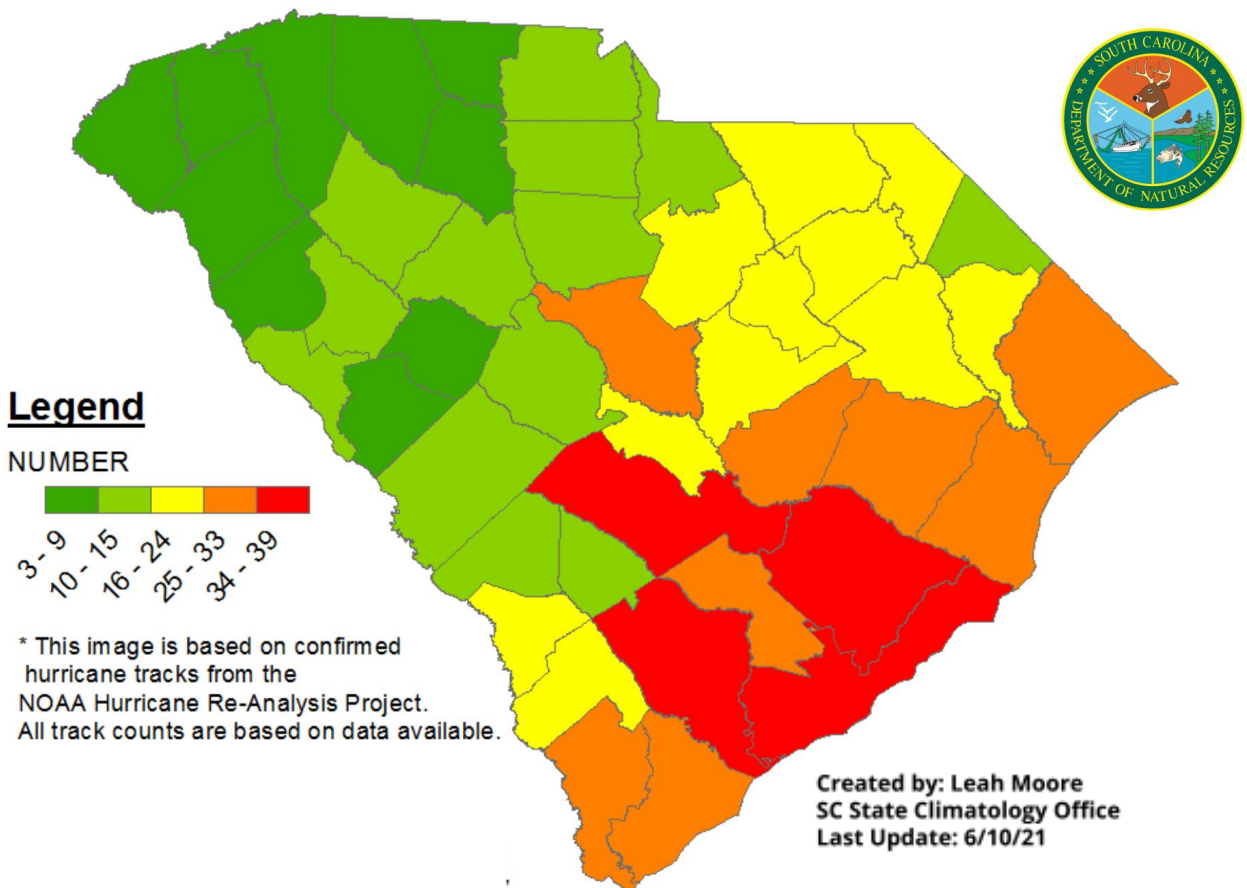 SOUTH CAROLINA
DEPARTMENT OF NATURAL RESOURCES
Legend
NUMBER
3 - 9
10 - 15
16 - 24
25 - 33
34 - 39
* This image is based on confirmed
hurricane tracks from the
NOAA Hurricane Re-Analysis Project.
All track counts are based on data available.
Created by: Leah Moore
SC State Climatology Office
Last Update: 6/10/21
,